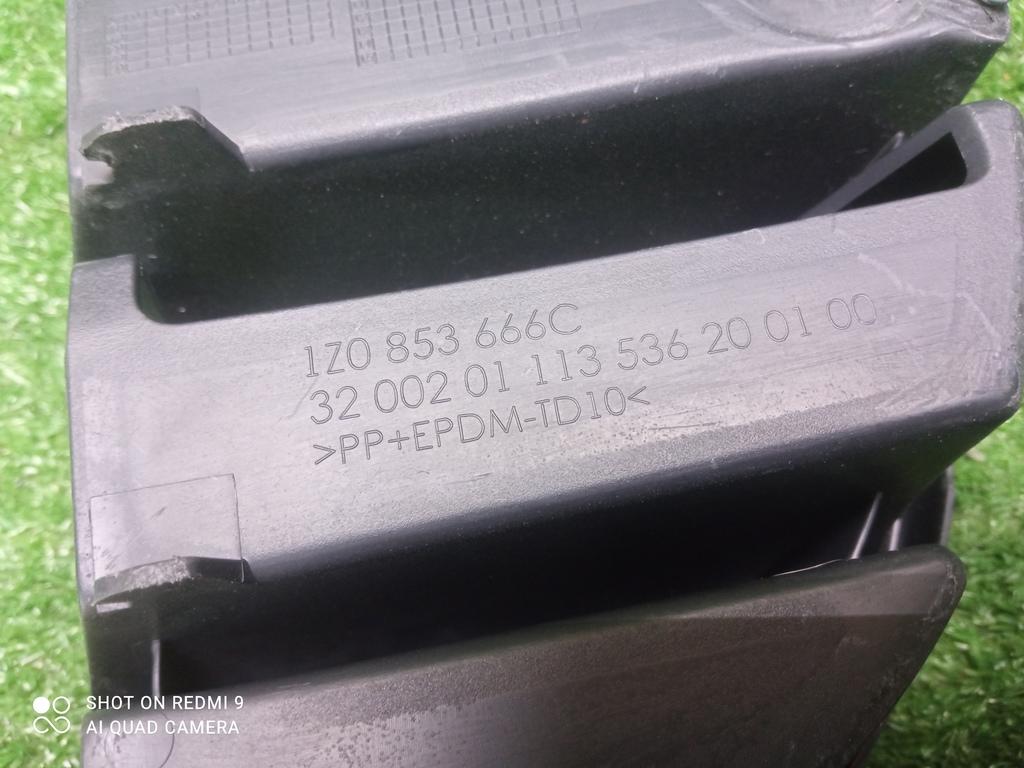 1Z0 853 666C
32 002 01 113 536 20 01 00
>PP+EPDM-TD10<
SHOT ON REDMI 9
AI QUAD CAMERA